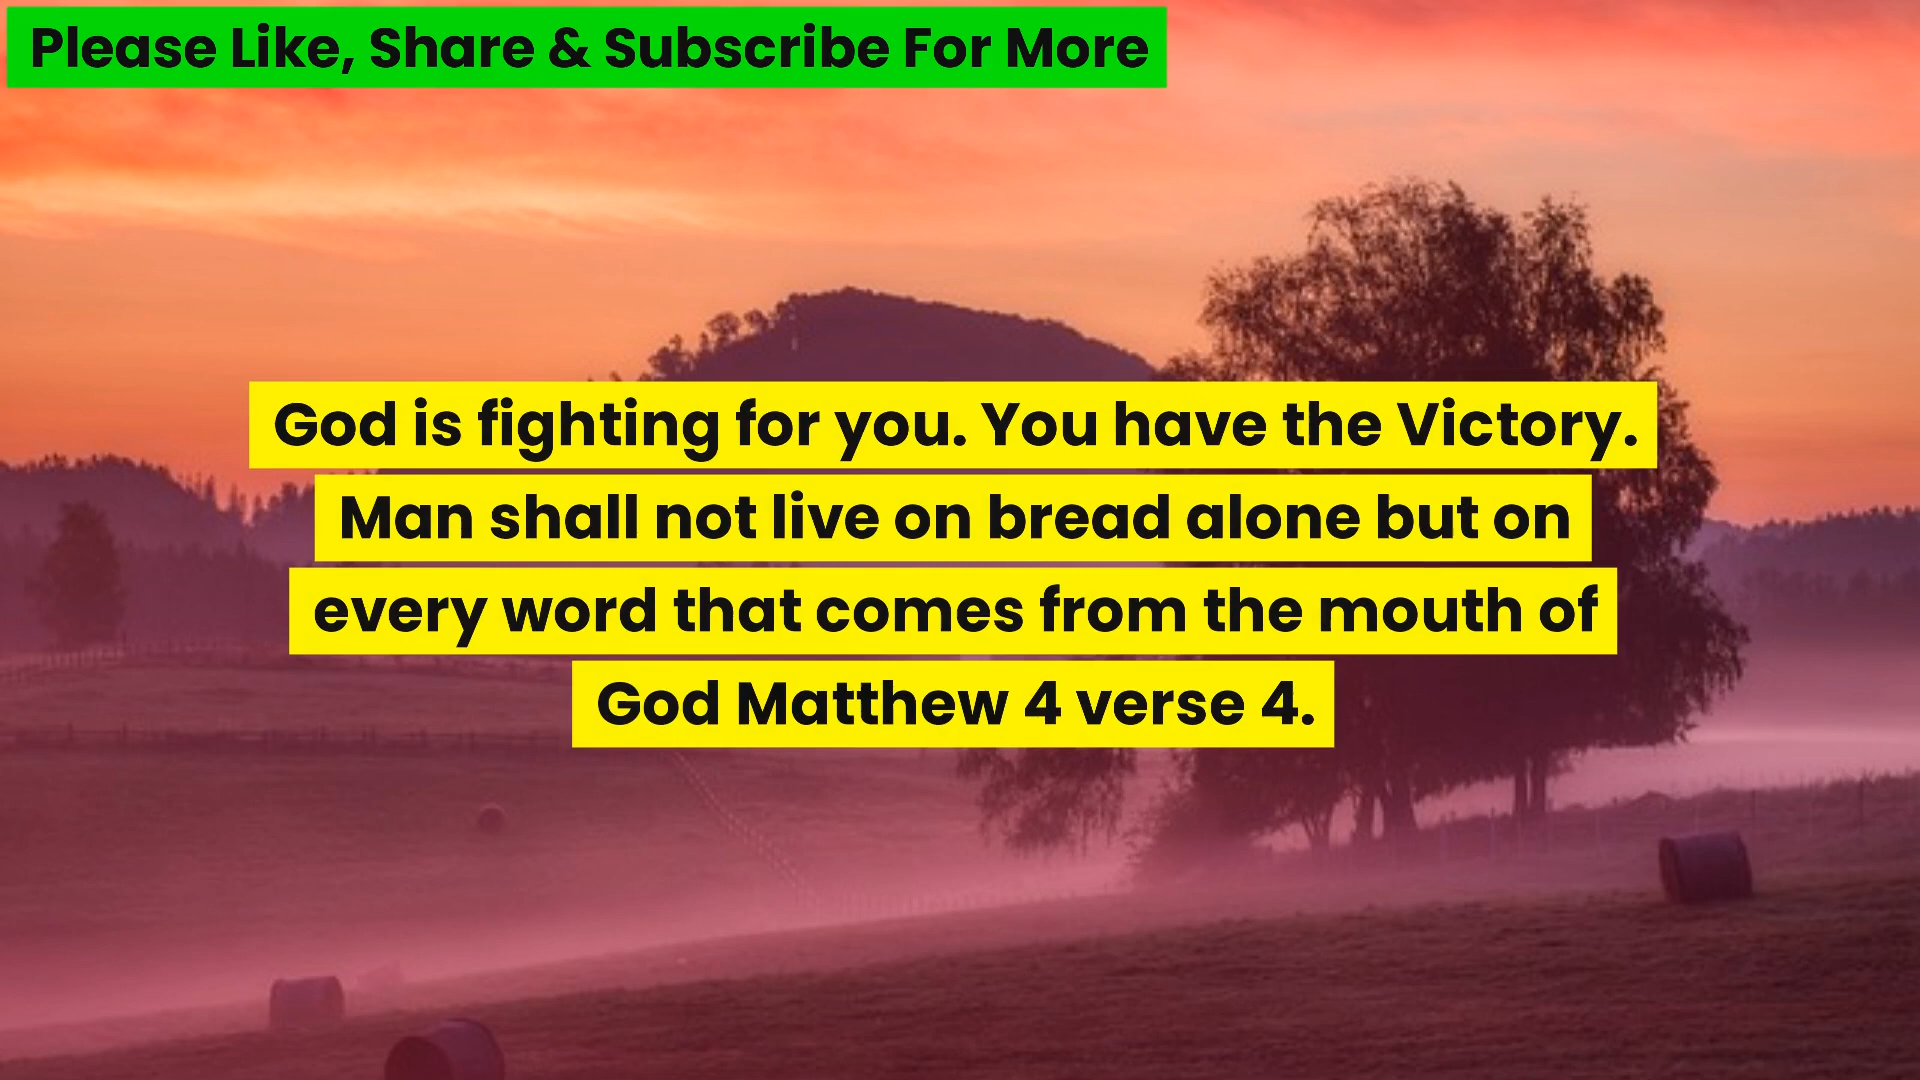 Please Like, Share & Subscribe For More
God is fighting for you. You have the Victory.
Man shall not live on bread alone but on
every word that comes from the mouth of
God Matthew 4 verse 4.